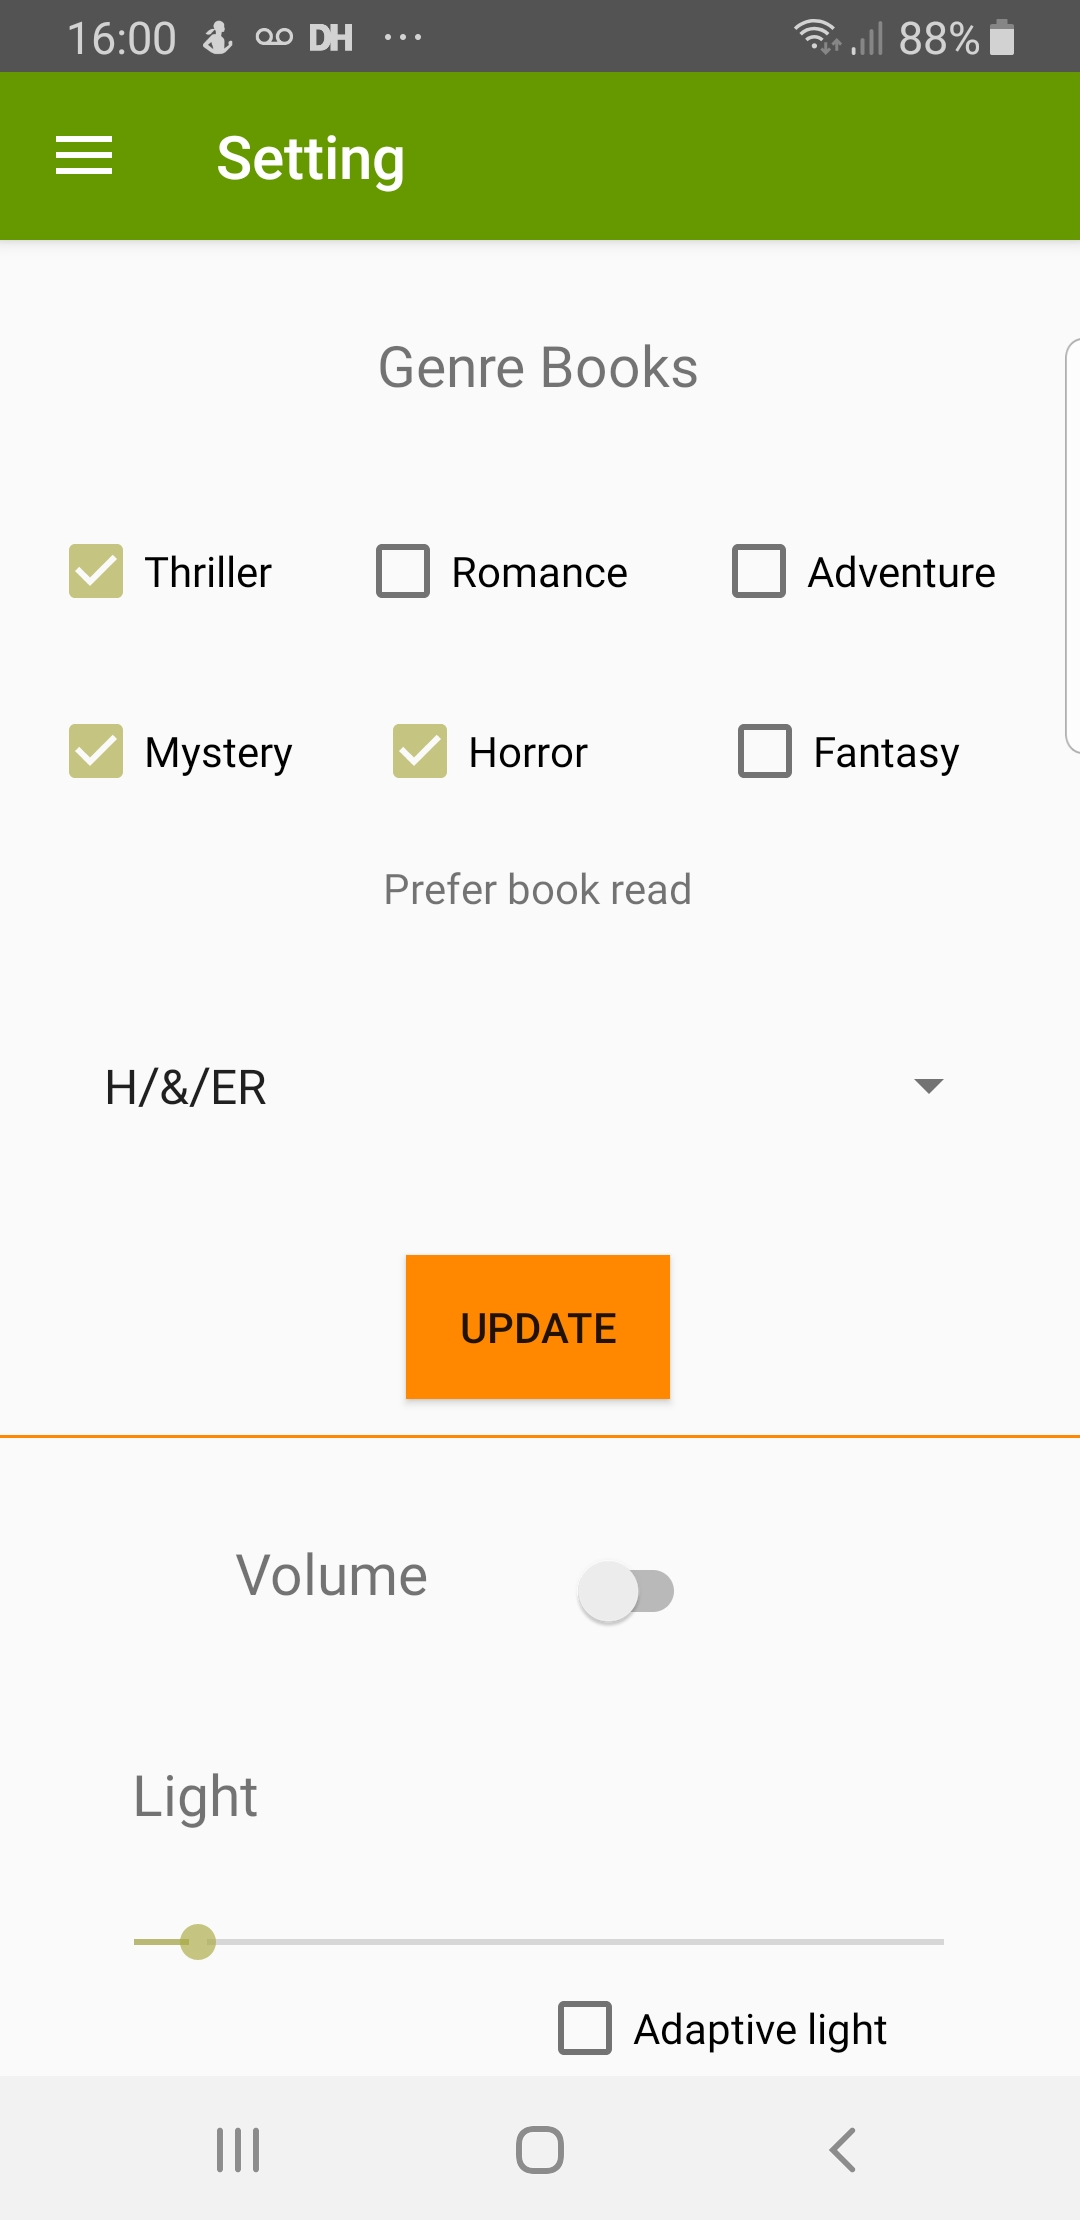 16:00 DH ... 88%
Setting
Genre Books
Thriller Romance Adventure
Mystery Horror Fantasy
Prefer book read
H/&/ER
UPDATE
Volume
Light
Adaptive light